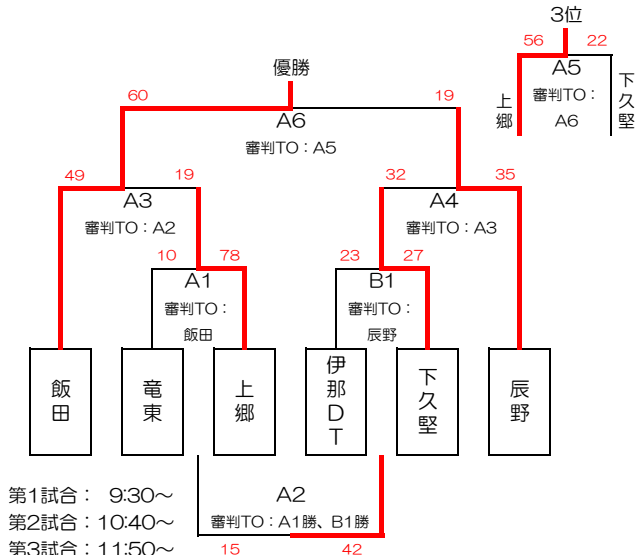 3位
56 22
A5
審判TO：
A6
上郷
下久堅
優勝
60 19
A6
審判TO：A5
49 19 32 35
A3 A4
審判TO：A2 審判TO：A3
10 78 23 27
A1 B1
審判TO： 審判TO：
飯田 辰野
飯田 竜東 上郷 伊那DT 下久堅 辰野
A2
審判TO：A1勝、B1勝
15 42
第1試合： 9:30～
第2試合：10:40～
第3試合：11:50～